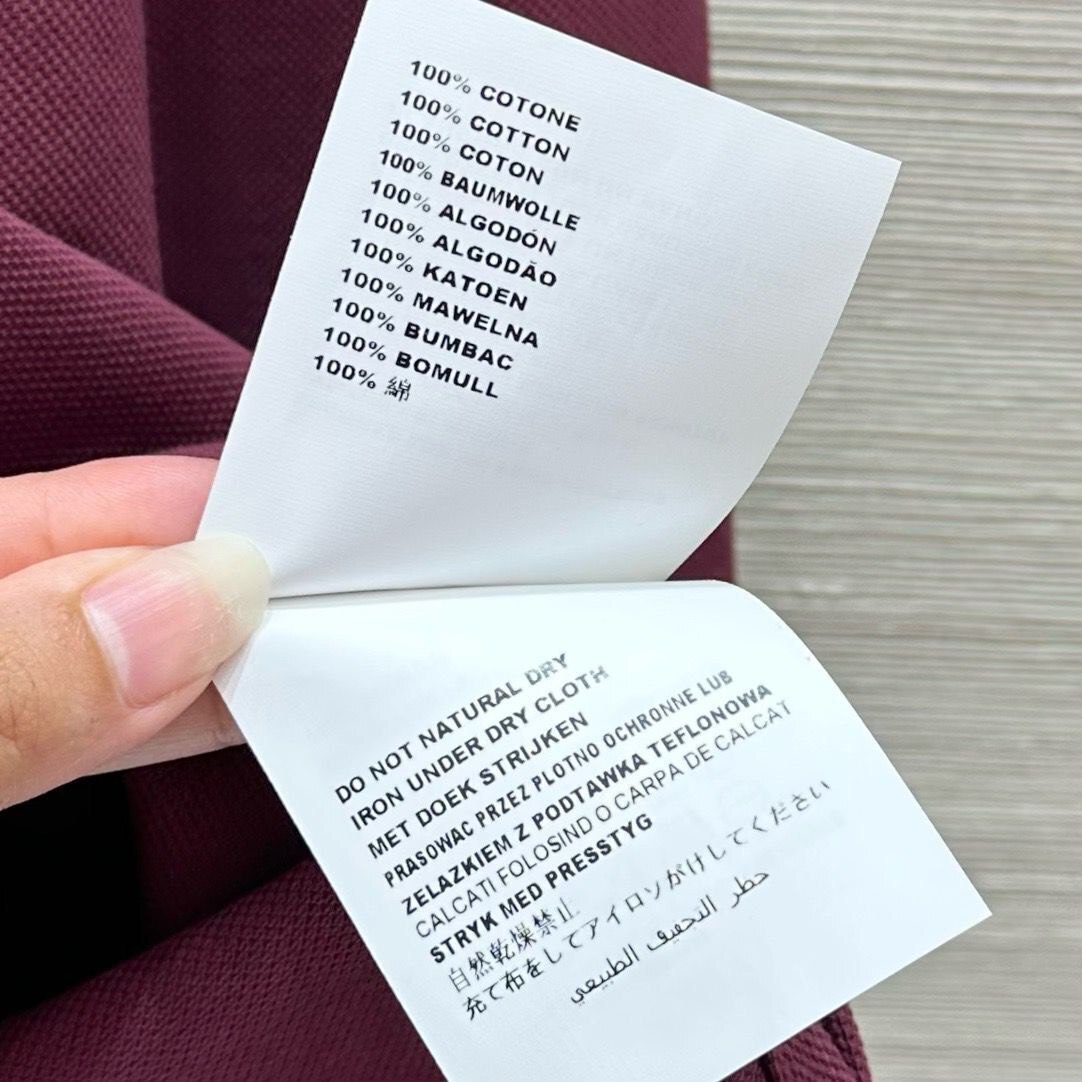 100% COTONE
100% COTTON
100% COTON
100% BAUMWOLLE
100% ALGODÓN
100% ALGODÃO
100% KATOEN
100% MAWELNA
100% BUMBAC
100% BOMULL
100% 綿
DO NOT NATURAL DRY
IRON UNDER DRY CLOTH
MET DOEK STRIJKEN
PRASOWAC PRZEZ PLOTNO OCHRONNE LUB
ZELAZKIEM Z PODTAWKA TEFLONOWA
CALCATI FOLOSIND O CARPA DE CALCAT
STRYK MED PRESSTYG
自然乾燥禁止
充て布をしてアイロンがけしてください
حظر التجفيف الطبيعي